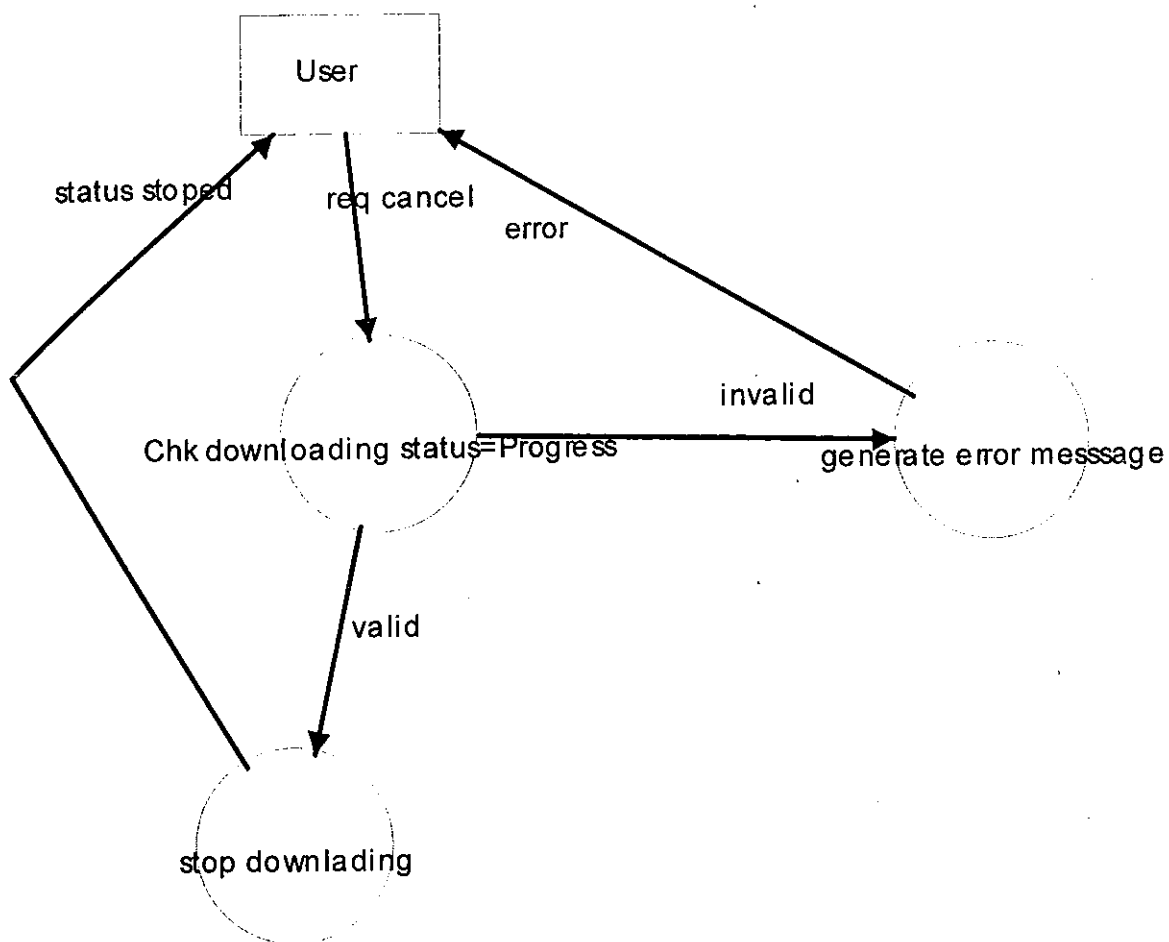 User
status stoped
req cancel
error
invalid
Chk downloading status=Progress
generate error messsage
valid
stop downlading